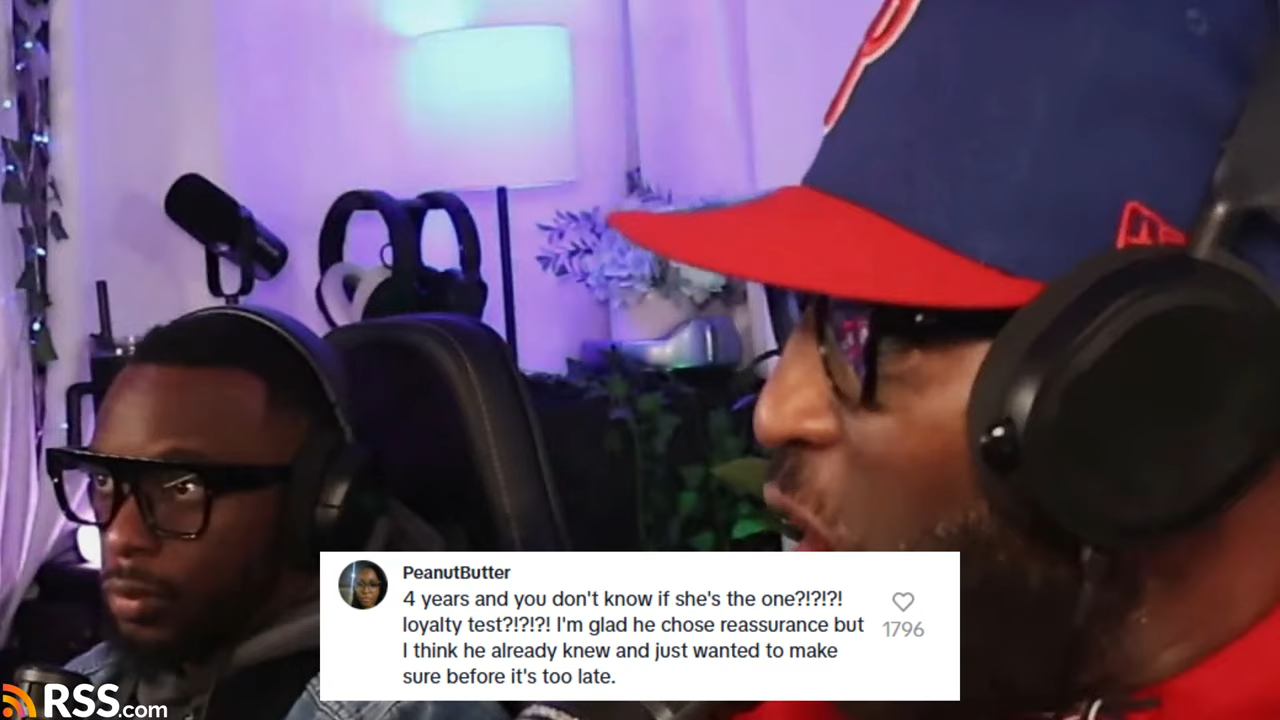 PeanutButter
4 years and you don't know if she's the one?!?!?!
loyalty test?!?!?! I'm glad he chose reassurance but
I think he already knew and just wanted to make
sure before it's too late.
1796
RSS.com